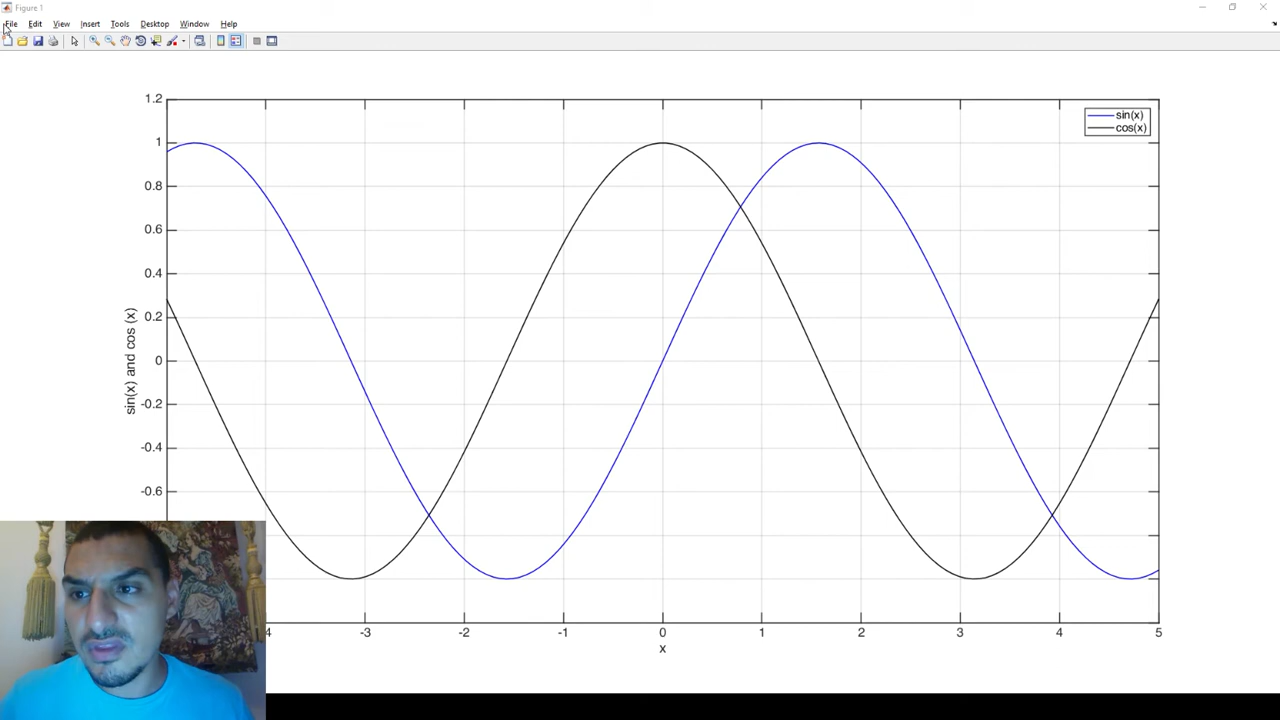 Figure 1
File Edit View Insert Tools Desktop Window Help
1.2
1
0.8
0.6
0.4
0.2
0
-0.2
-0.4
-0.6
sin(x) and cos (x)
sin(x)
cos(x)
4 -3 -2 -1 0 1 2 3 4 5
x